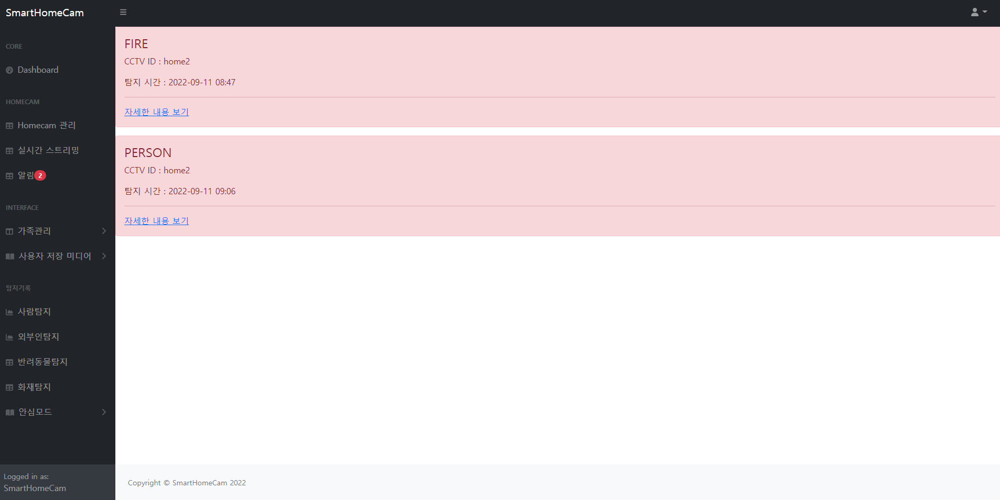 SmartHomeCam
CORE
Dashboard
HOMECAM
Homecam 관리
실시간 스트리밍
알림 2
INTERFACE
가족관리
사용자 저장 미디어
탐지기록
사람탐지
외부인탐지
반려동물탐지
화재탐지
안심모드
Logged in as:
SmartHomeCam
FIRE
CCTV ID : home2
탐지 시간 : 2022-09-11 08:47
자세한 내용 보기
PERSON
CCTV ID : home2
탐지 시간 : 2022-09-11 09:06
자세한 내용 보기
Copyright © SmartHomeCam 2022